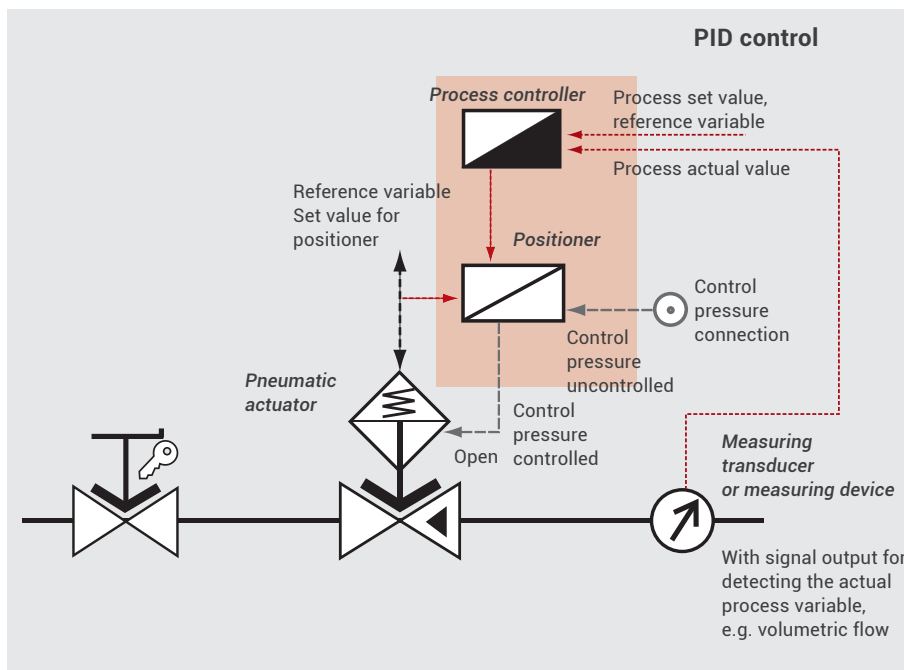 PID control
Process controller
Process set value,
reference variable
Process actual value
Reference variable
Set value for
positioner
Positioner
Control
pressure
connection
Control
pressure
uncontrolled
Pneumatic
actuator
Control
pressure
controlled
Open
Measuring
transducer
or measuring device
With signal output for
detecting the actual
process variable,
e.g. volumetric flow